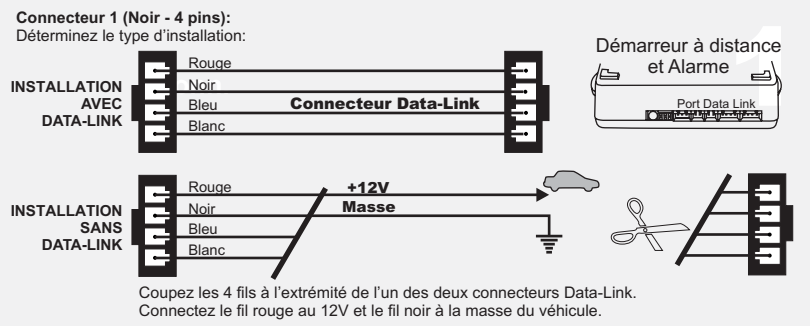 Connecteur 1 (Noir - 4 pins):
Déterminez le type d'installation:
INSTALLATION
AVEC
DATA-LINK
Rouge
Noir
Bleu
Blanc
Connecteur Data-Link
Démarreur à distance
et Alarme
1
Port Data Link
INSTALLATION
SANS
DATA-LINK
Rouge
Noir
Bleu
Blanc
+12V
Masse
Coupez les 4 fils à l'extrémité de l'un des deux connecteurs Data-Link.
Connectez le fil rouge au 12V et le fil noir à la masse du véhicule.